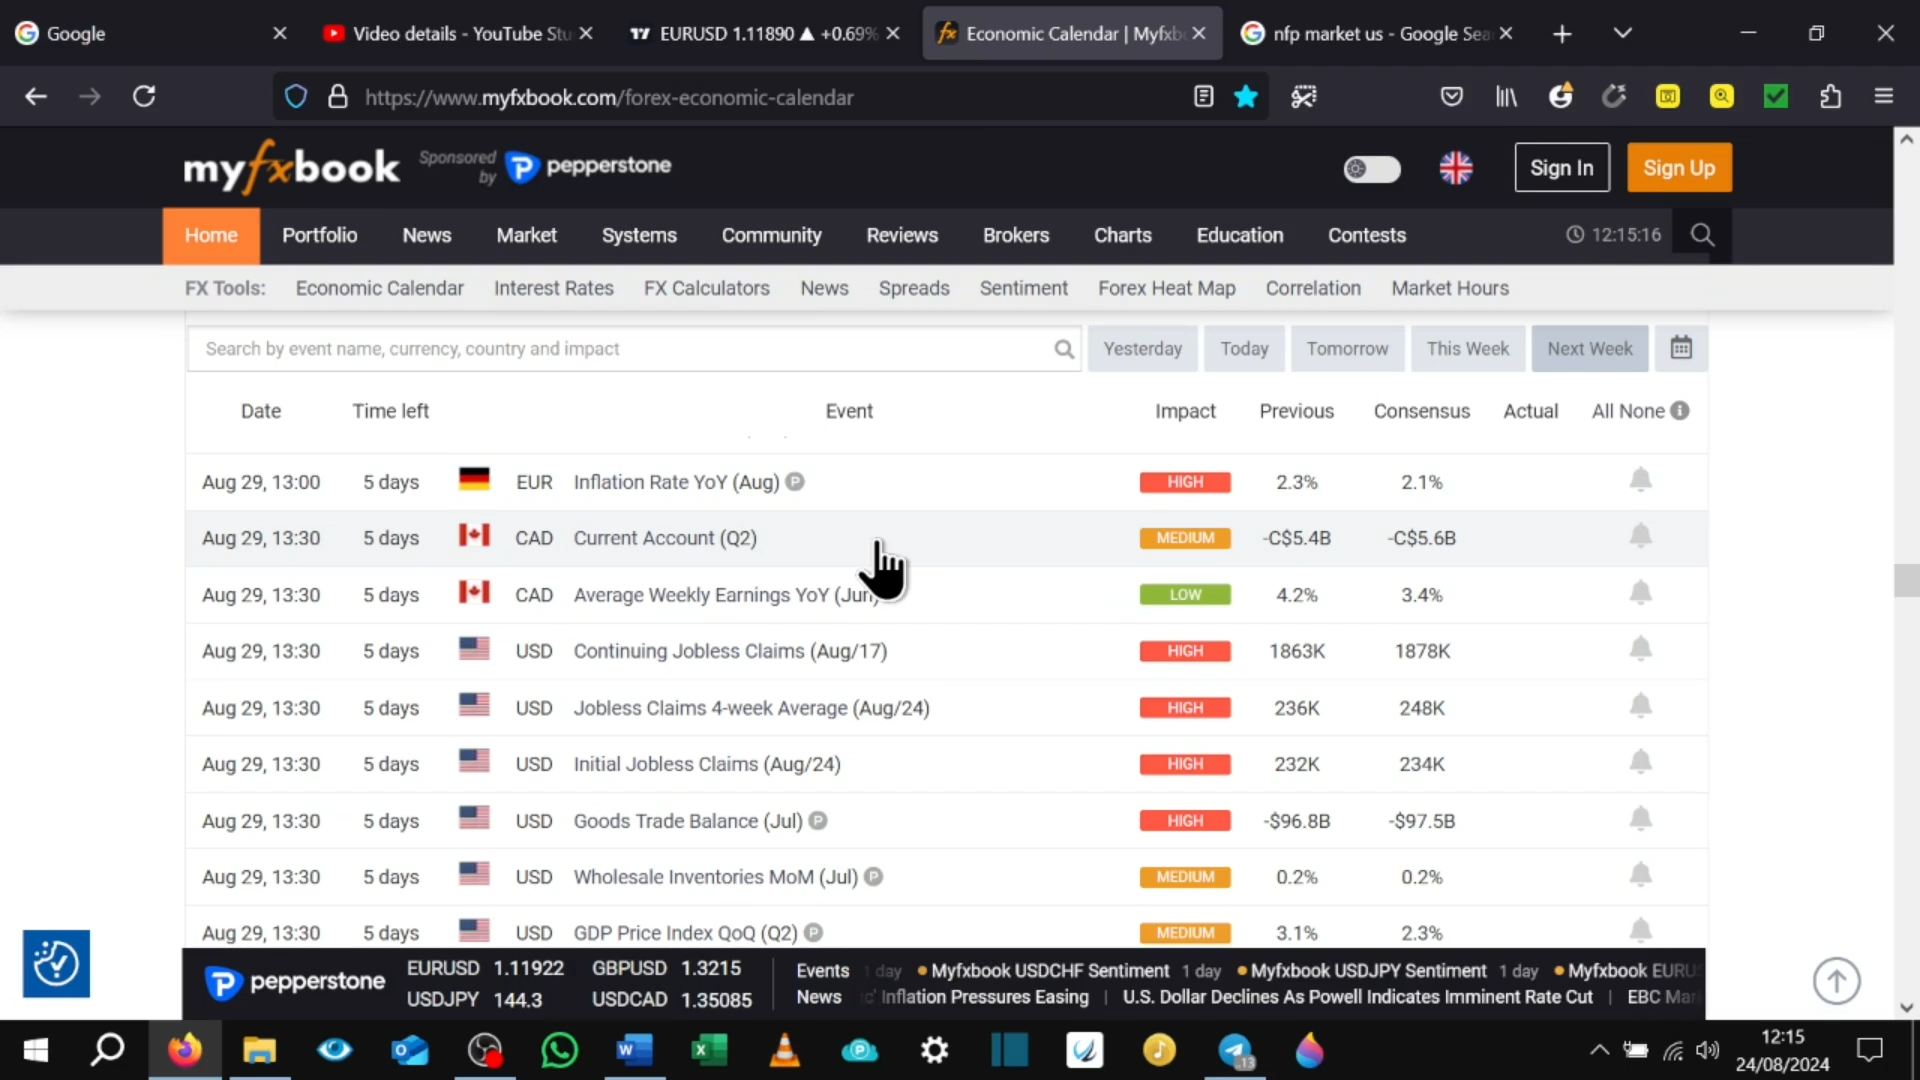 Google
Video details - YouTube Stu
EURUSD 1.11890 ▲ +0.69%
Economic Calendar | Myfxb
nfp market us - Google Sea
https://www.myfxbook.com/forex-economic-calendar
myfxbook Sponsored by pepperstone
Sign In
Sign Up
Home Portfolio News Market Systems Community Reviews Brokers Charts Education Contests 12:15:16
FX Tools: Economic Calendar Interest Rates FX Calculators News Spreads Sentiment Forex Heat Map Correlation Market Hours
Search by event name, currency, country and impact
Yesterday Today Tomorrow This Week Next Week
Date Time left Event Impact Previous Consensus Actual All None
Aug 29, 13:00 5 days EUR Inflation Rate YoY (Aug) P HIGH 2.3% 2.1%
Aug 29, 13:30 5 days CAD Current Account (Q2) MEDIUM -C$5.4B -C$5.6B
Aug 29, 13:30 5 days CAD Average Weekly Earnings YoY (Jun) LOW 4.2% 3.4%
Aug 29, 13:30 5 days USD Continuing Jobless Claims (Aug/17) HIGH 1863K 1878K
Aug 29, 13:30 5 days USD Jobless Claims 4-week Average (Aug/24) HIGH 236K 248K
Aug 29, 13:30 5 days USD Initial Jobless Claims (Aug/24) HIGH 232K 234K
Aug 29, 13:30 5 days USD Goods Trade Balance (Jul) P HIGH -$96.8B -$97.5B
Aug 29, 13:30 5 days USD Wholesale Inventories MoM (Jul) P MEDIUM 0.2% 0.2%
Aug 29, 13:30 5 days USD GDP Price Index QoQ (Q2) P MEDIUM 3.1% 2.3%
pepperstone
EURUSD 1.11922 GBPUSD 1.3215
USDJPY 144.3 USDCAD 1.35085
Events 1 day • Myfxbook USDCHF Sentiment 1 day • Myfxbook USDJPY Sentiment 1 day • Myfxbook EURU
News Inflation Pressures Easing | U.S. Dollar Declines As Powell Indicates Imminent Rate Cut | EBC Ma
13
12:15
24/08/2024